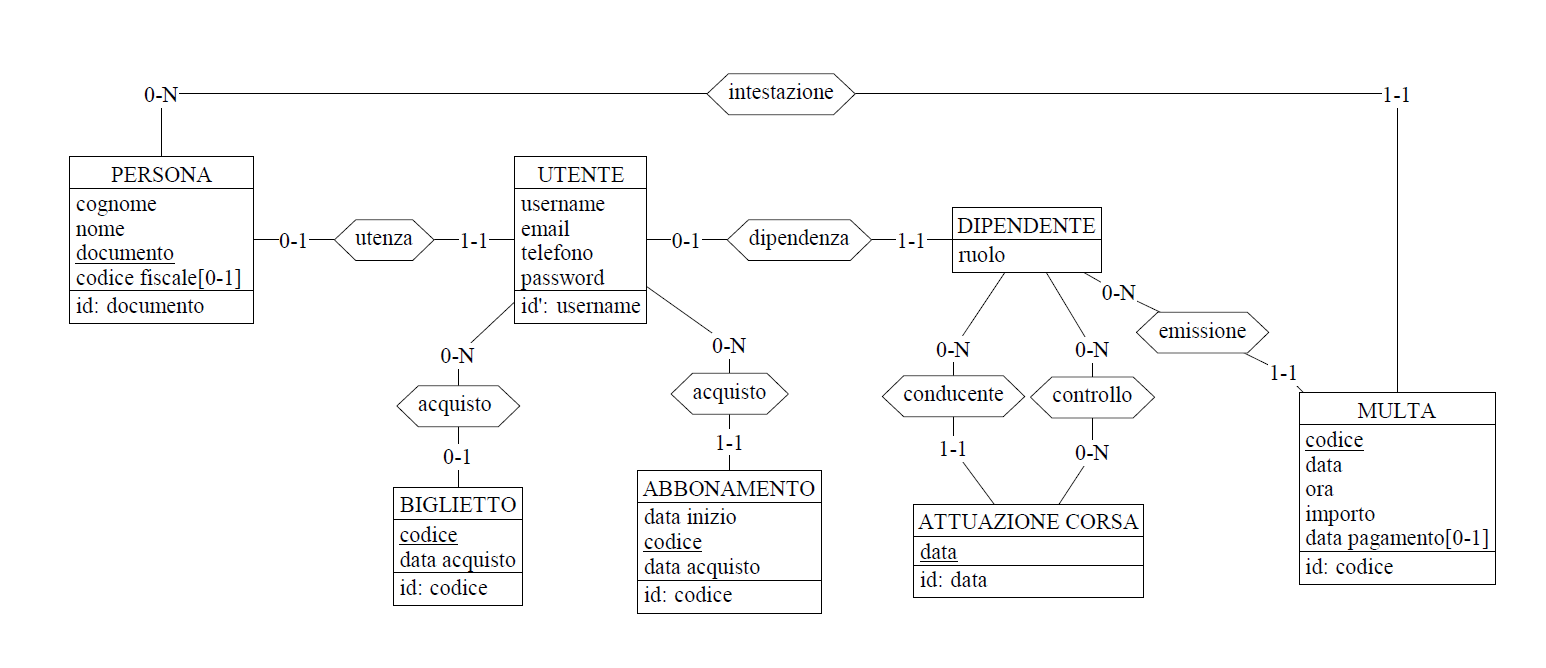 intestazione
0-N
1-1
PERSONA
cognome
nome
documento
codice fiscale[0-1]
id: documento
0-1
utenza
1-1
UTENTE
username
email
telefono
password
id': username
0-1
dipendenza
1-1
DIPENDENTE
ruolo
0-N
acquisto
0-1
BIGLIETTO
codice
data acquisto
id: codice
0-N
acquisto
1-1
ABBONAMENTO
data inizio
codice
data acquisto
id: codice
0-N
conducente
1-1
0-N
controllo
0-N
ATTUAZIONE CORSA
data
id: data
0-N
emissione
1-1
MULTA
codice
data
ora
importo
data pagamento[0-1]
id: codice